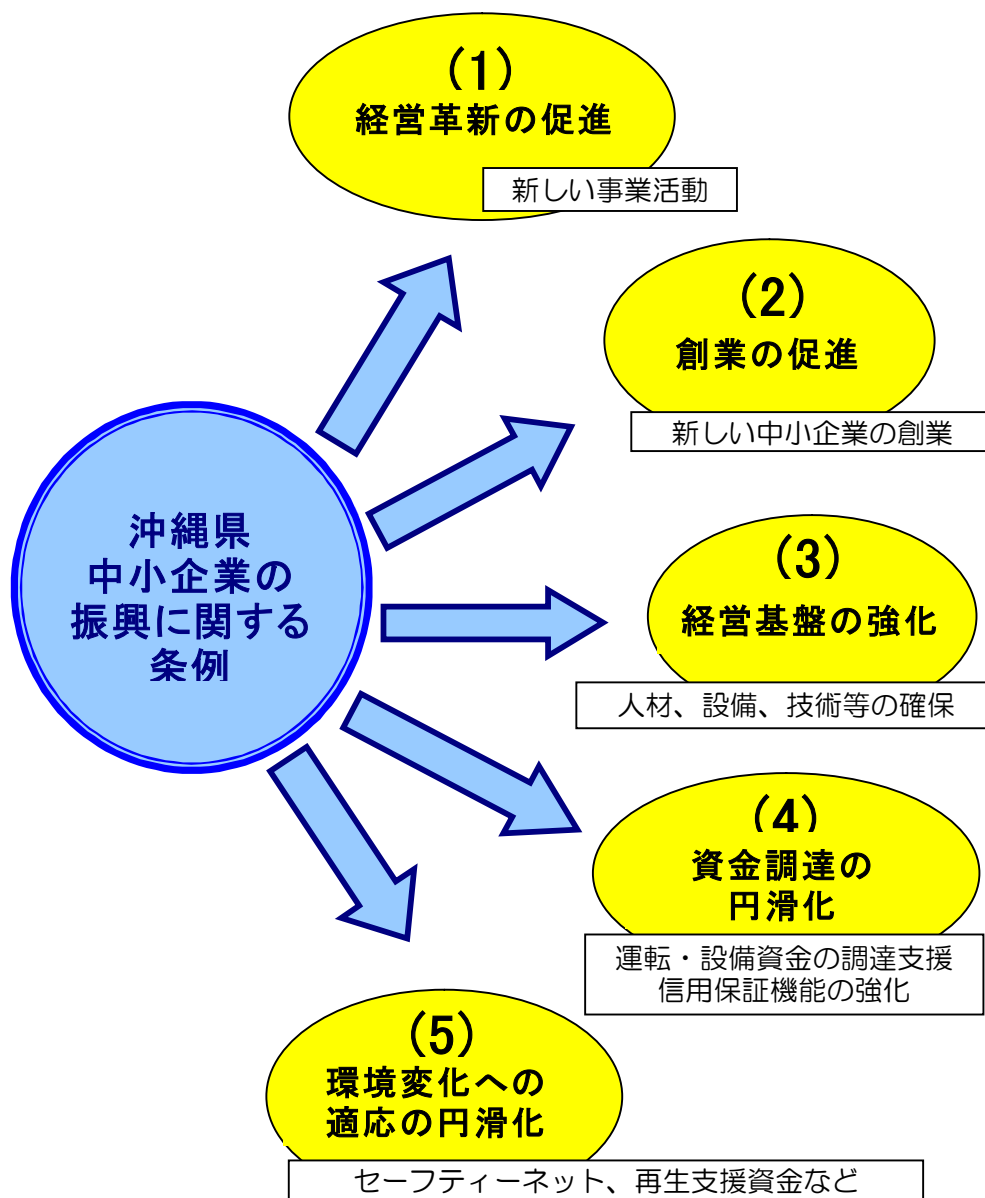 (1)
経営革新の促進
新しい事業活動
(2)
創業の促進
新しい中小企業の創業
沖縄県
中小企業の
振興に関する
条例
(3)
経営基盤の強化
人材、設備、技術等の確保
(4)
資金調達の
円滑化
運転・設備資金の調達支援
信用保証機能の強化
(5)
環境変化への
適応の円滑化
セーフティーネット、再生支援資金など